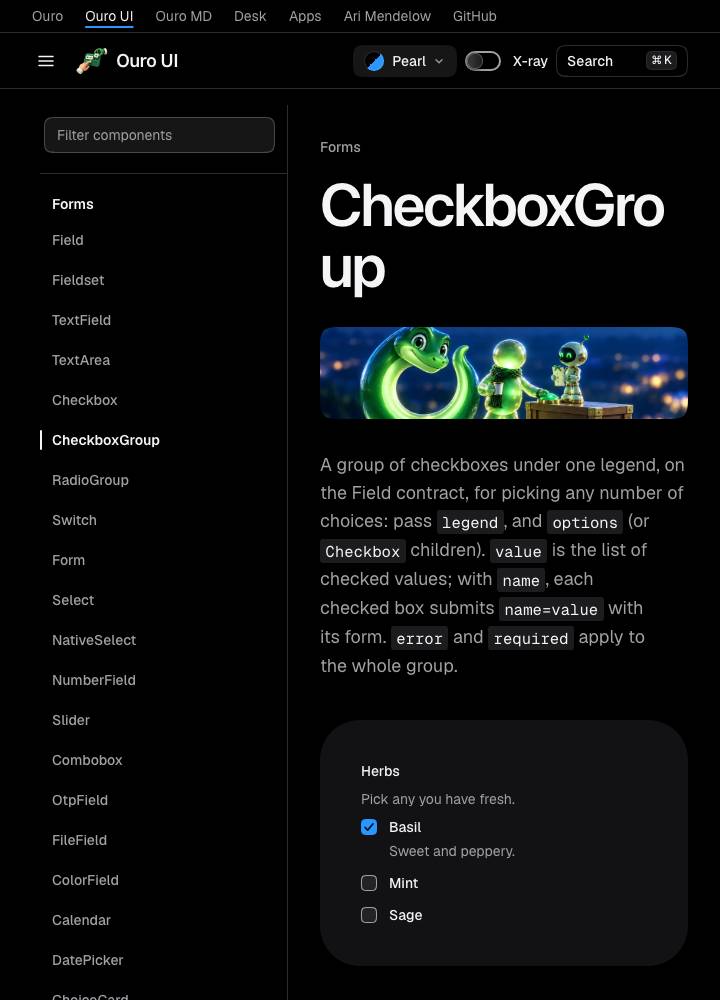 Ouro Ouro UI Ouro MD Desk Apps Ari Mendelow GitHub
Ouro UI Pearl X-ray Search ⌘ K
Filter components
Forms
Field
Fieldset
TextField
TextArea
Checkbox
CheckboxGroup
RadioGroup
Switch
Form
Select
NativeSelect
NumberField
Slider
Combobox
OtpField
FileField
ColorField
Calendar
DatePicker
ChoiceCard
Forms
CheckboxGro
up
A group of checkboxes under one legend, on
the Field contract, for picking any number of
choices: pass legend, and options (or
Checkbox children). value is the list of
checked values; with name, each
checked box submits name=value with
its form. error and required apply to
the whole group.
Herbs
Pick any you have fresh.
Basil
Sweet and peppery.
Mint
Sage